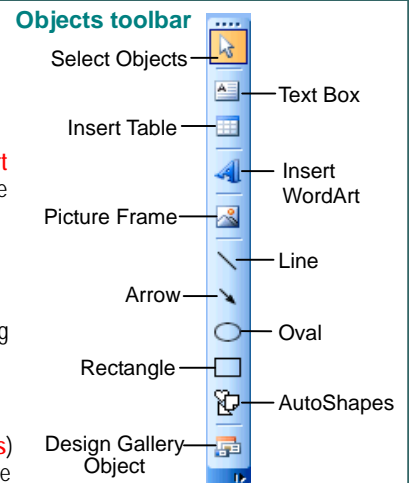 Objects toolbar
Select Objects
Text Box
Insert Table
Insert
WordArt
Picture Frame
Line
Arrow
Oval
Rectangle
AutoShapes
Design Gallery
Object